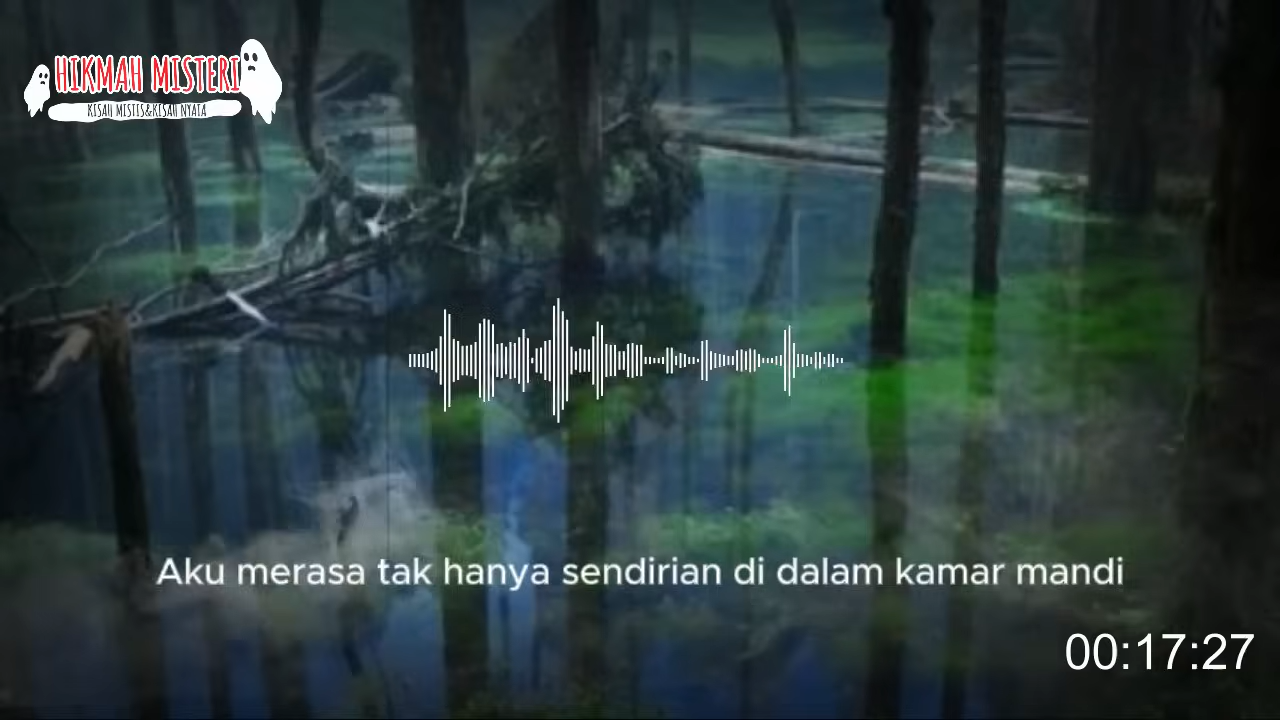 HIKMAH MISTERI
KISAH MISTIS&KISAH NYATA
Aku merasa tak hanya sendirian di dalam kamar mandi
00:17:27